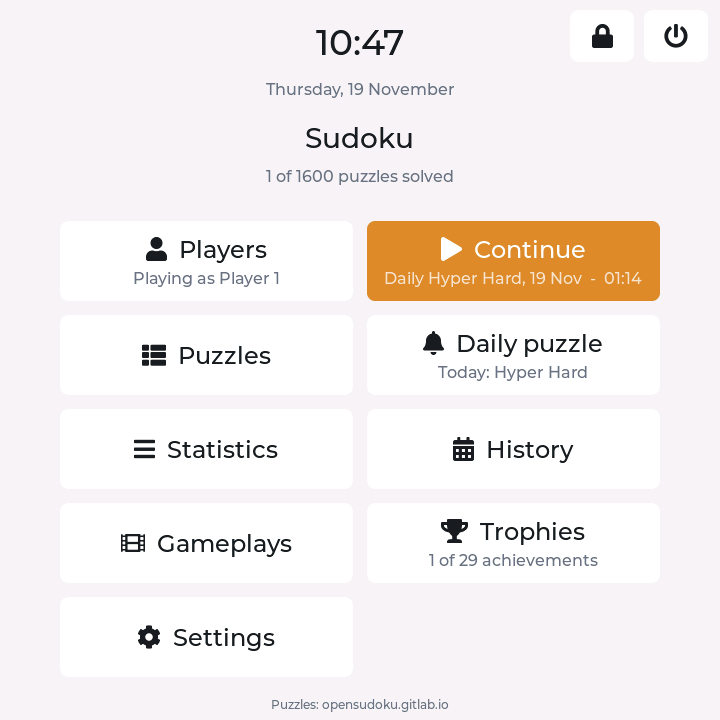 10:47
Thursday, 19 November
Sudoku
1 of 1600 puzzles solved
Players
Playing as Player 1
Continue
Daily Hyper Hard, 19 Nov - 01:14
Puzzles
Daily puzzle
Today: Hyper Hard
Statistics
History
Gameplays
Trophies
1 of 29 achievements
Settings
Puzzles: opensudoku.gitlab.io